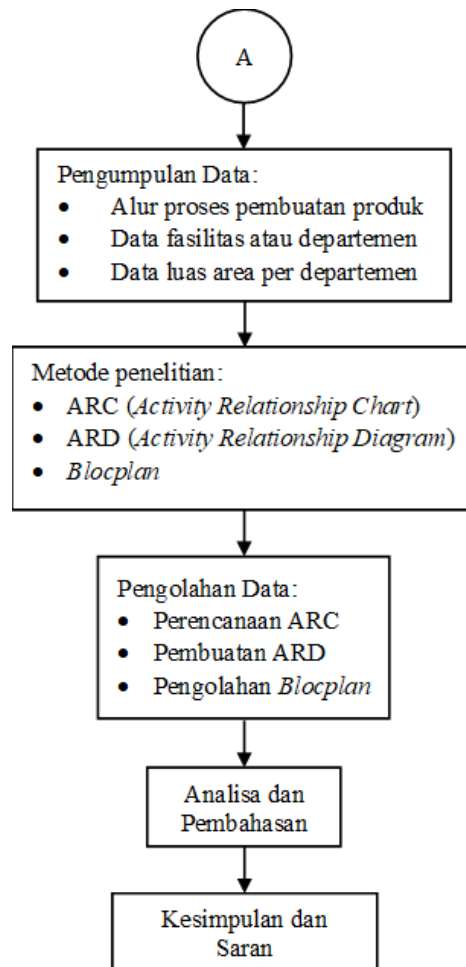 A
Pengumpulan Data:
• Alur proses pembuatan produk
• Data fasilitas atau departemen
• Data luas area per departemen
Metode penelitian:
• ARC (Activity Relationship Chart)
• ARD (Activity Relationship Diagram)
• Blocplan
Pengolahan Data:
• Perencanaan ARC
• Pembuatan ARD
• Pengolahan Blocplan
Analisa dan
Pembahasan
Kesimpulan dan
Saran